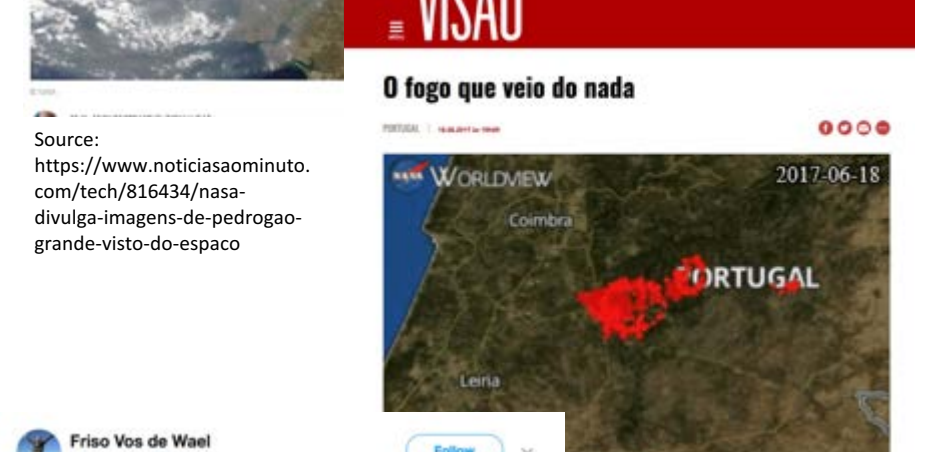 VISÃO
O fogo que veio do nada
PORTUGAL
Source:
https://www.noticiasaominuto.
com/tech/816434/nasa-
divulga-imagens-de-pedrogao-
grande-visto-do-espaco
NASA WORLDVIEW
2017-06-18
Coimbra
PORTUGAL
Leiria
Friso Vos de Wael
Follow